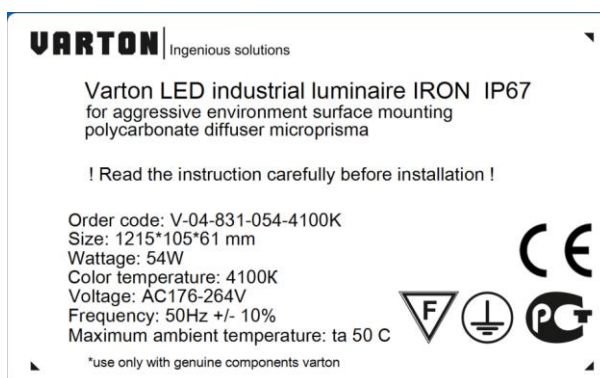 VARTON Ingenious solutions
Varton LED industrial luminaire IRON IP67
for aggressive environment surface mounting
polycarbonate diffuser microprisma
! Read the instruction carefully before installation !
Order code: V-04-831-054-4100K
Size: 1215*105*61 mm
Wattage: 54W
Color temperature: 4100K
Voltage: AC176-264V
Frequency: 50Hz +/- 10%
Maximum ambient temperature: ta 50 C
*use only with genuine components varton
CE
F
РСТ